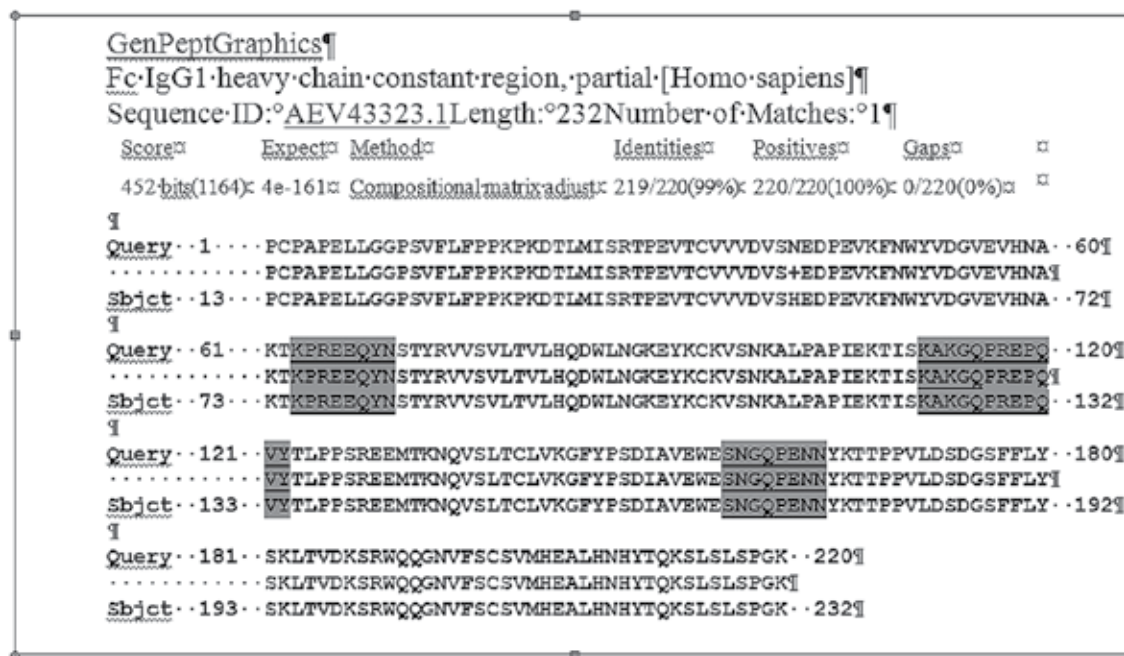 GenPeptGraphics¶
Fc·IgG1·heavy·chain·constant·region,·partial·[Homo·sapiens]¶
Sequence·ID:°AEV43323.1Length:°232Number·of·Matches:°1¶
Score¤ Expect¤ Method¤ Identities¤ Positives¤ Gaps¤ ¤
452·bits(1164)¤ 4e-161¤ Compositional·matrix·adjust¤ 219/220(99%)¤ 220/220(100%)¤ 0/220(0%)¤ ¤
¶
Query··1····PCPAPELLGGPSVFLFPPKPKDTLMISRTPEVTCVVVDVSNEDPEVKFNWYVDGVEVHNA··60¶
············PCPAPELLGGPSVFLFPPKPKDTLMISRTPEVTCVVVDVS+EDPEVKFNWYVDGVEVHNA¶
Sbjct··13···PCPAPELLGGPSVFLFPPKPKDTLMISRTPEVTCVVVDVSHEDPEVKFNWYVDGVEVHNA··72¶
¶
Query··61···KTKPREEQYNSTYRVVSVLTVLHQDWLNGKEYKCKVSNKALPAPIEKTISKAKGQPREPQ··120¶
············KTKPREEQYNSTYRVVSVLTVLHQDWLNGKEYKCKVSNKALPAPIEKTISKAKGQPREPQ¶
Sbjct··73···KTKPREEQYNSTYRVVSVLTVLHQDWLNGKEYKCKVSNKALPAPIEKTISKAKGQPREPQ··132¶
¶
Query··121··VYTLPPSREEMTKNQVSLTCLVKGFYPSDIAVEWESNGQPENNYKTTPPVLDSDGSFFLY··180¶
············VYTLPPSREEMTKNQVSLTCLVKGFYPSDIAVEWESNGQPENNYKTTPPVLDSDGSFFLY¶
Sbjct··133··VYTLPPSREEMTKNQVSLTCLVKGFYPSDIAVEWESNGQPENNYKTTPPVLDSDGSFFLY··192¶
¶
Query··181··SKLTVDKSRWQQGNVFSCSVMHEALHNHYTQKSLSLSPGK··220¶
············SKLTVDKSRWQQGNVFSCSVMHEALHNHYTQKSLSLSPGK¶
Sbjct··193··SKLTVDKSRWQQGNVFSCSVMHEALHNHYTQKSLSLSPGK··232¶